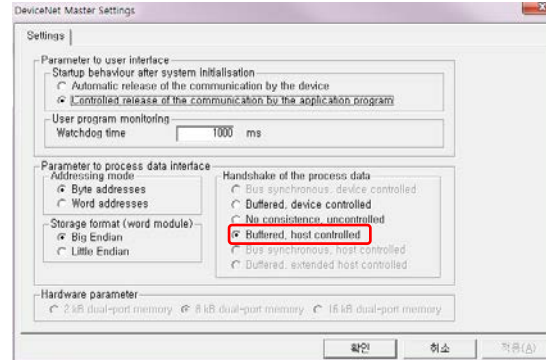 DeviceNet Master Settings
Settings
Parameter to user interface
Startup behaviour after system initialisation
Automatic release of the communication by the device
Controlled release of the communication by the application program
User program monitoring
Watchdog time 1000 ms
Parameter to process data interface
Addressing mode
Byte addresses
Word addresses
Storage format (word module)
Big Endian
Little Endian
Handshake of the process data
Bus synchronous, device controlled
Buffered, device controlled
No consistence, uncontrolled
Buffered, host controlled
Bus synchronous, host controlled
Buffered, extended host controlled
Hardware parameter
2 kB dual-port memory 8 kB dual-port memory 16 kB dual-port memory
확인 취소 적용(A)